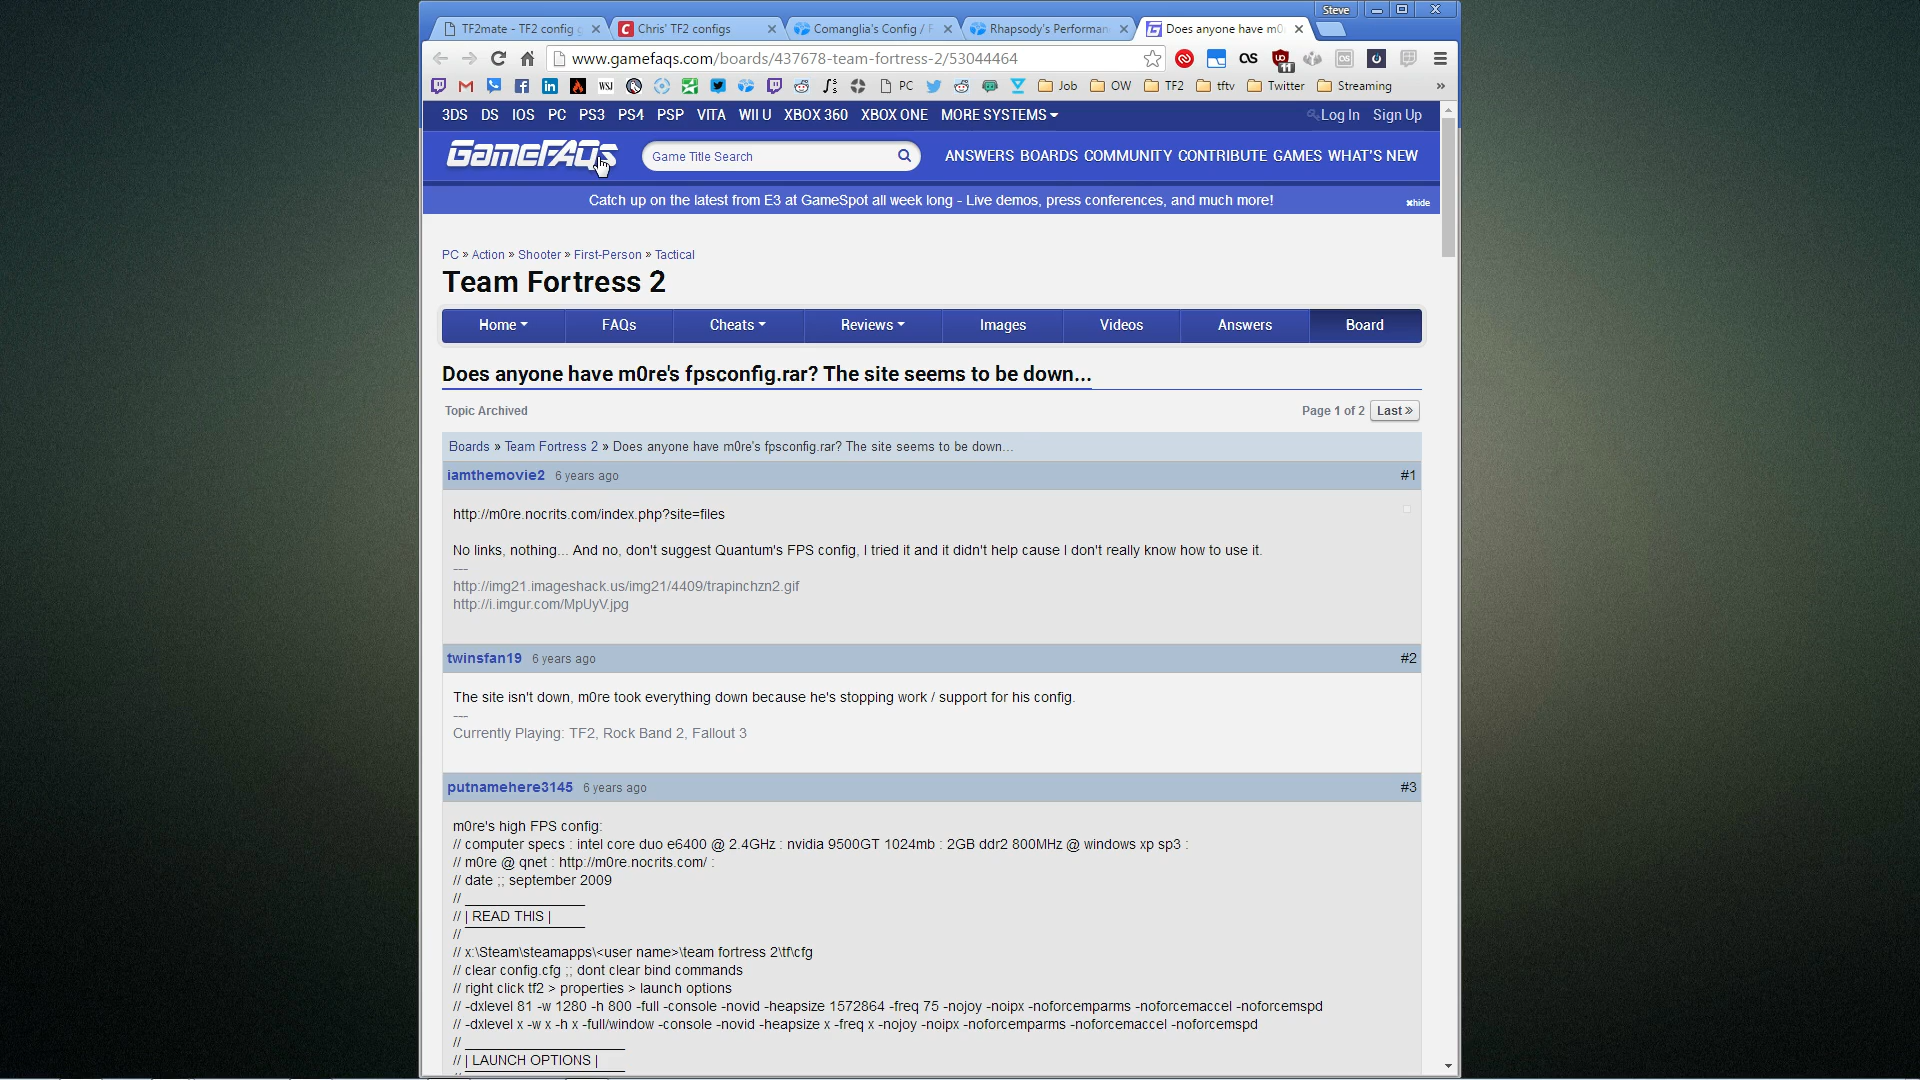 Steve
TF2mate - TF2 config g
Chris' TF2 configs
Comanglia's Config / F
Rhapsody's Performan
Does anyone have m0
www.gamefaqs.com/boards/437678-team-fortress-2/53044464
PC
Job
OW
TF2
tftv
Twitter
Streaming
3DS DS IOS PC PS3 PS4 PSP VITA WII U XBOX 360 XBOX ONE MORE SYSTEMS
Log In Sign Up
GameFAQs
Game Title Search
ANSWERS BOARDS COMMUNITY CONTRIBUTE GAMES WHAT'S NEW
Catch up on the latest from E3 at GameSpot all week long - Live demos, press conferences, and much more!
hide
PC » Action » Shooter » First-Person » Tactical
Team Fortress 2
Home FAQs Cheats Reviews Images Videos Answers Board
Does anyone have m0re's fpsconfig.rar? The site seems to be down...
Topic Archived
Page 1 of 2 Last »
Boards » Team Fortress 2 » Does anyone have m0re's fpsconfig.rar? The site seems to be down...
iamthemovie2 6 years ago #1
http://m0re.nocrits.com/index.php?site=files
No links, nothing... And no, don't suggest Quantum's FPS config, I tried it and it didn't help cause I don't really know how to use it.
---
http://img21.imageshack.us/img21/4409/trapinchzn2.gif
http://i.imgur.com/MpUyV.jpg
twinsfan19 6 years ago #2
The site isn't down, m0re took everything down because he's stopping work / support for his config.
---
Currently Playing: TF2, Rock Band 2, Fallout 3
putnamehere3145 6 years ago #3
m0re's high FPS config:
// computer specs : intel core duo e6400 @ 2.4GHz : nvidia 9500GT 1024mb : 2GB ddr2 800MHz @ windows xp sp3 :
// m0re @ qnet : http://m0re.nocrits.com/ :
// date ;; september 2009
// _______________
// | READ THIS |
//
// x:\Steam\steamapps\<user name>\team fortress 2\tf\cfg
// clear config.cfg ;; dont clear bind commands
// right click tf2 > properties > launch options
// -dxlevel 81 -w 1280 -h 800 -full -console -novid -heapsize 1572864 -freq 75 -nojoy -noipx -noforcemparms -noforcemaccel -noforcemspd
// -dxlevel x -w x -h x -full/window -console -novid -heapsize x -freq x -nojoy -noipx -noforcemparms -noforcemaccel -noforcemspd
// ____________________
// | LAUNCH OPTIONS |